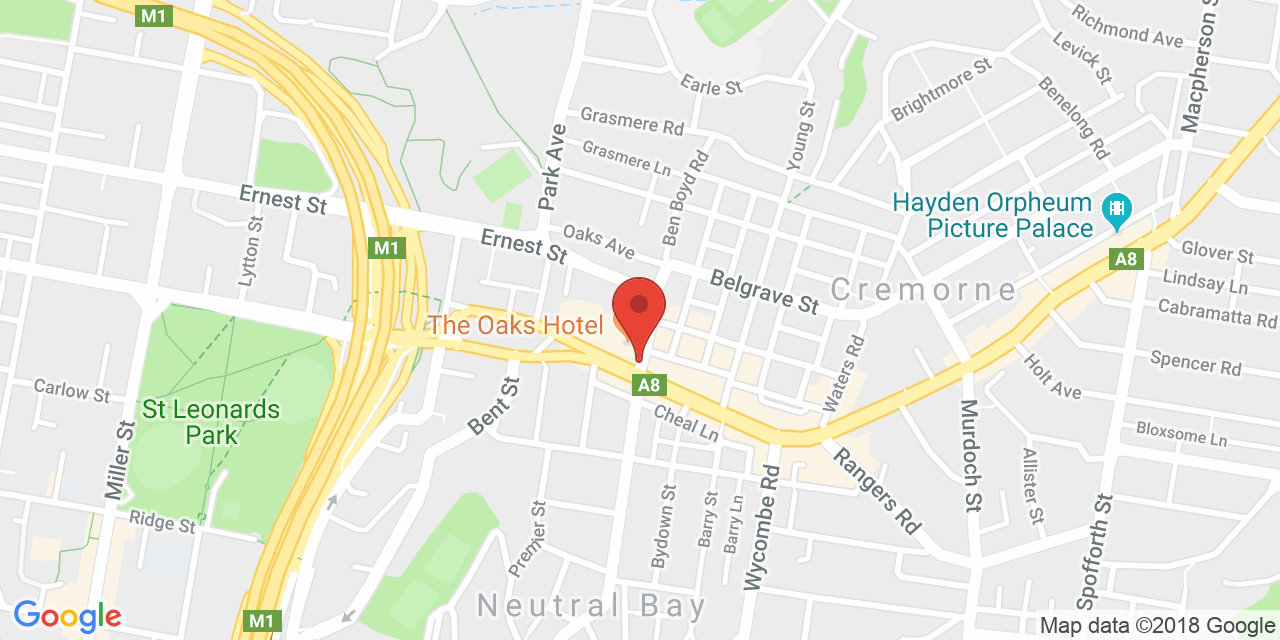 M1
Richmond Ave
Levick St
Macpherson St
Earle St
Brightmore St
Benelong Rd
Grasmere Rd
Young St
Park Ave
Grasmere Ln
Ben Boyd Rd
Ernest St
Hayden Orpheum
Picture Palace
Lytton St
M1
Ernest St
Oaks Ave
A8
Glover St
Belgrave St
Cremorne
Lindsay Ln
Cabramatta Rd
The Oaks Hotel
Spencer Rd
Waters Rd
Holt Ave
Carlow St
A8
St Leonards
Park
Bent St
Cheal Ln
Murdoch St
Bloxsome Ln
Miller St
Rangers Rd
Allister St
Ridge St
Premier St
Bydown St
Barry St
Barry Ln
Wycombe Rd
Spofforth St
Neutral Bay
Google
M1
Map data ©2018 Google